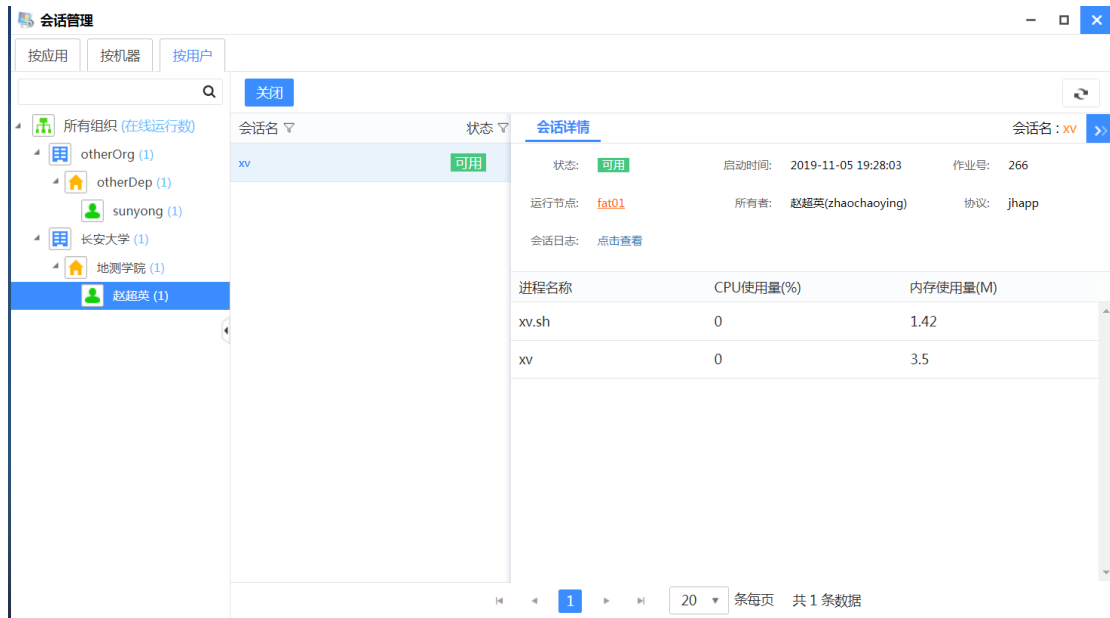 会话管理
按应用 按机器 按用户
关闭
所有组织 (在线运行数)
otherOrg (1)
otherDep (1)
sunyong (1)
长安大学 (1)
地测学院 (1)
赵超英 (1)
会话名 状态
xv 可用
会话详情 会话名 : xv
状态: 可用 启动时间: 2019-11-05 19:28:03 作业号: 266
运行节点: fat01 所有者: 赵超英(zhaochaoying) 协议: jhapp
会话日志: 点击查看
进程名称 CPU使用量(%) 内存使用量(M)
xv.sh 0 1.42
xv 0 3.5
1 20 条每页 共 1 条数据